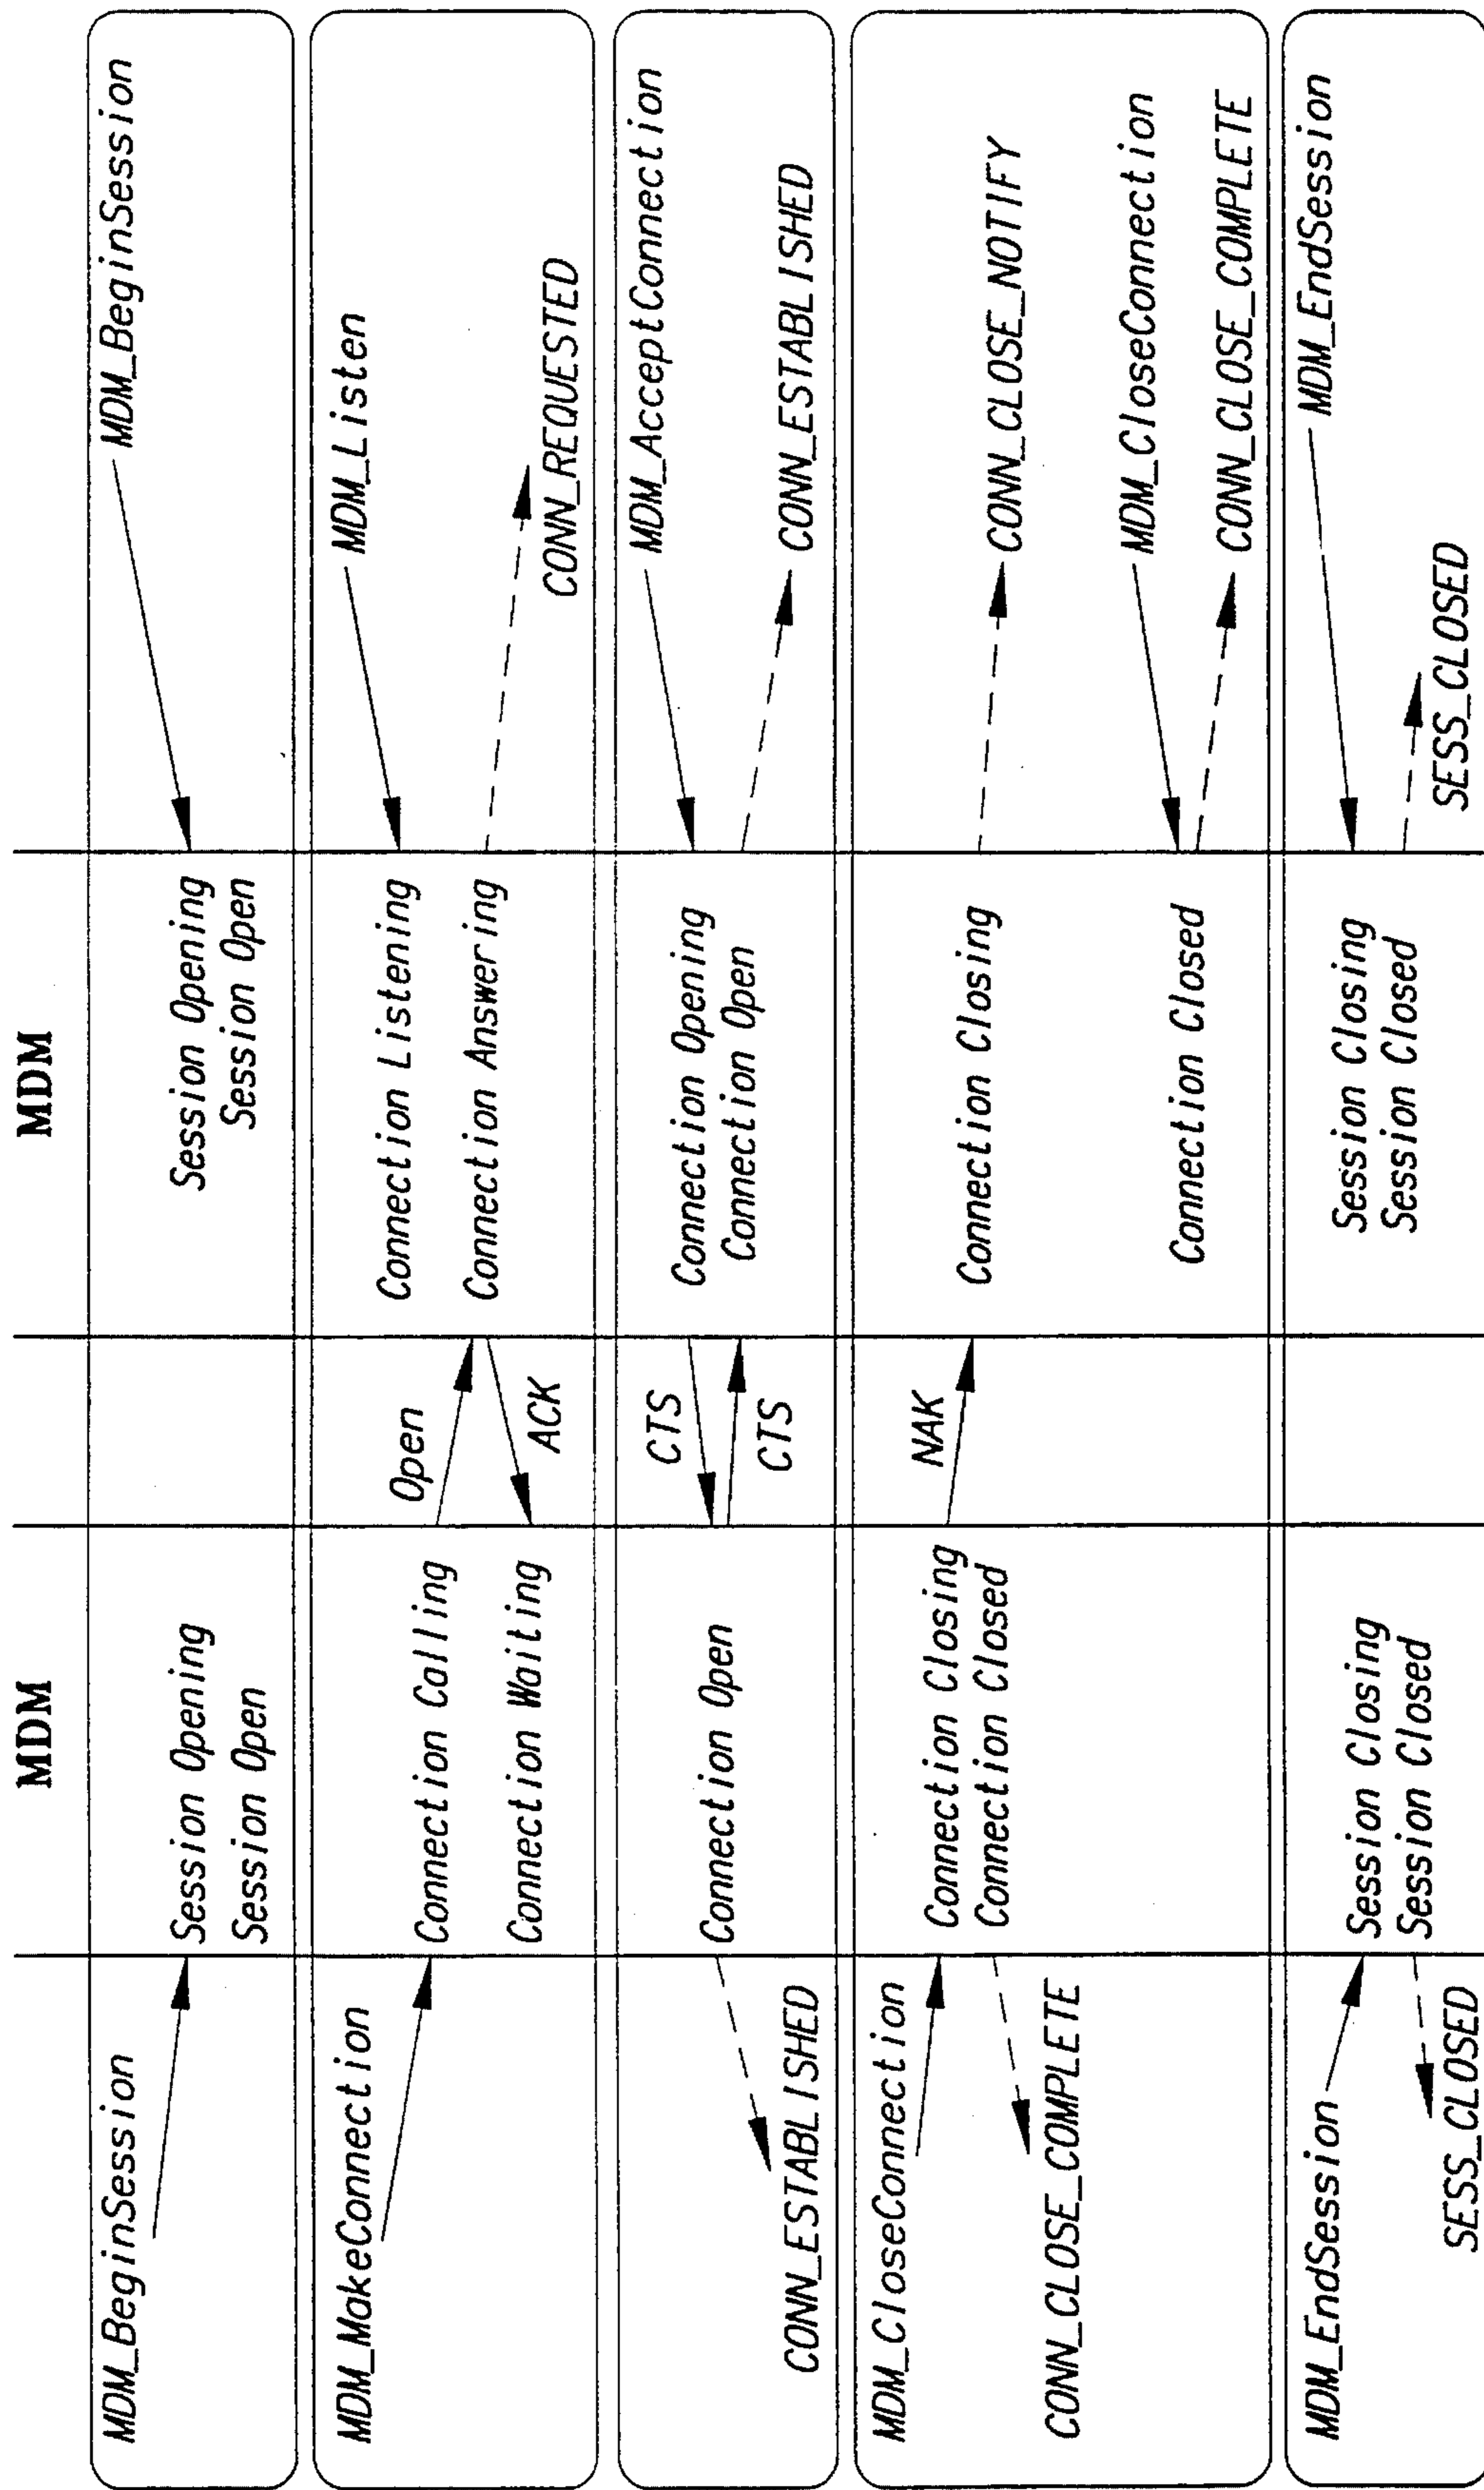 MDM
MDM
MDM_BeginSession
Session Opening
Session Open
Session Opening
Session Open
MDM_BeginSession
MDM_MakeConnection
Connection Calling
Connection Waiting
Open
ACK
Connection Listening
Connection Answering
MDM_Listen
CONN_REQUESTED
Connection Open
CONN_ESTABLISHED
CTS
CTS
Connection Opening
Connection Open
MDM_AcceptConnection
CONN_ESTABLISHED
MDM_CloseConnection
Connection Closing
Connection Closed
CONN_CLOSE_COMPLETE
NAK
Connection Closing
Connection Closed
CONN_CLOSE_NOTIFY
MDM_CloseConnection
CONN_CLOSE_COMPLETE
MDM_EndSession
Session Closing
Session Closed
SESS_CLOSED
Session Closing
Session Closed
MDM_EndSession
SESS_CLOSED